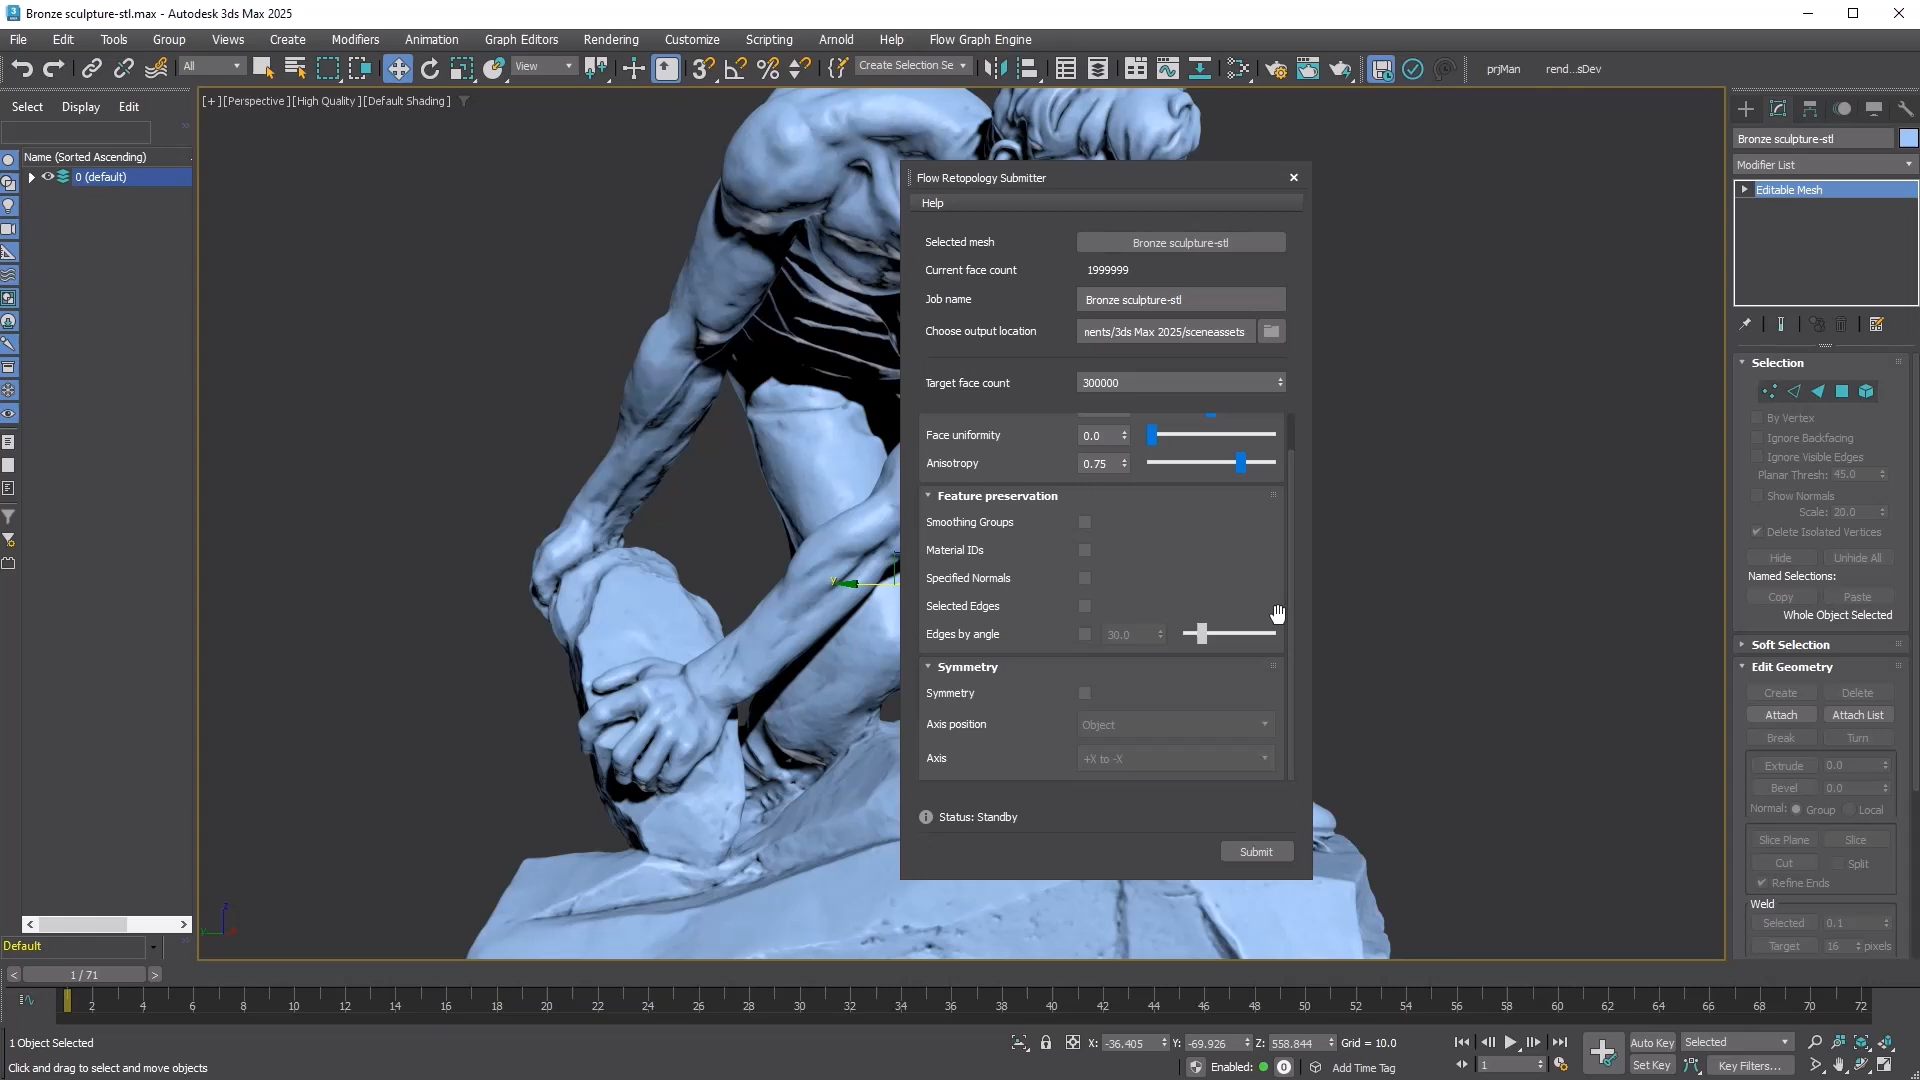 Bronze sculpture-stl.max - Autodesk 3ds Max 2025
File Edit Tools Group Views Create Modifiers Animation Graph Editors Rendering Customize Scripting Arnold Help Flow Graph Engine
All View Create Selection Se prjMan rend...sDev
Select Display Edit
[+] [Perspective ] [High Quality ] [Default Shading ]
Name (Sorted Ascending)
0 (default)
Flow Retopology Submitter
Help
Selected mesh Bronze sculpture-stl
Current face count 1999999
Job name Bronze sculpture-stl
Choose output location nents/3ds Max 2025/sceneassets
Target face count 300000
Face uniformity 0.0
Anisotropy 0.75
Feature preservation
Smoothing Groups
Material IDs
Specified Normals
Selected Edges
Edges by angle 30.0
Symmetry
Symmetry
Axis position Object
Axis +X to -X
Status: Standby
Submit
Bronze sculpture-stl
Modifier List
Editable Mesh
Selection
By Vertex
Ignore Backfacing
Ignore Visible Edges
Planar Thresh: 45.0
Show Normals
Scale: 20.0
Delete Isolated Vertices
Hide Unhide All
Named Selections:
Copy Paste
Whole Object Selected
Soft Selection
Edit Geometry
Create Delete
Attach Attach List
Break Turn
Extrude 0.0
Bevel 0.0
Normal: Group Local
Slice Plane Slice
Cut Split
Refine Ends
Weld
Selected 0.1
Target 16 pixels
y
z
y
Default
< 1 / 71 >
2 4 6 8 10 12 14 16 18 20 22 24 26 28 30 32 34 36 38 40 42 44 46 48 50 52 54 56 58 60 62 64 66 68 70 72
1 Object Selected X: -36.405 Y: -69.926 Z: 558.844 Grid = 10.0 Auto Key Selected
Click and drag to select and move objects Enabled: 0 Add Time Tag 1 Set Key Key Filters...